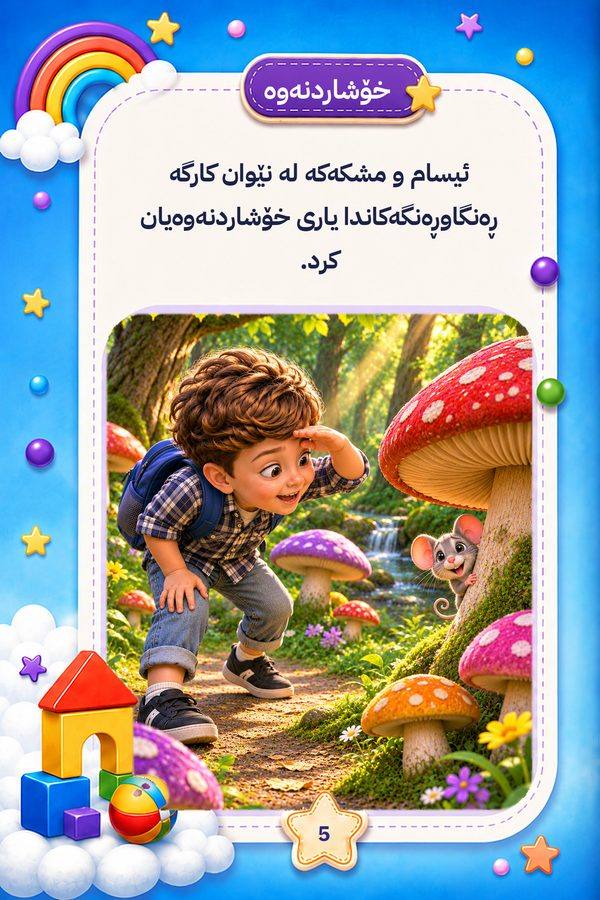 خۆشاردنەوە
ئیسام و مشکەکە لە نێوان کارگە
ڕەنگاوڕەنگەکاندا یاری خۆشاردنەوەیان
کرد.
5